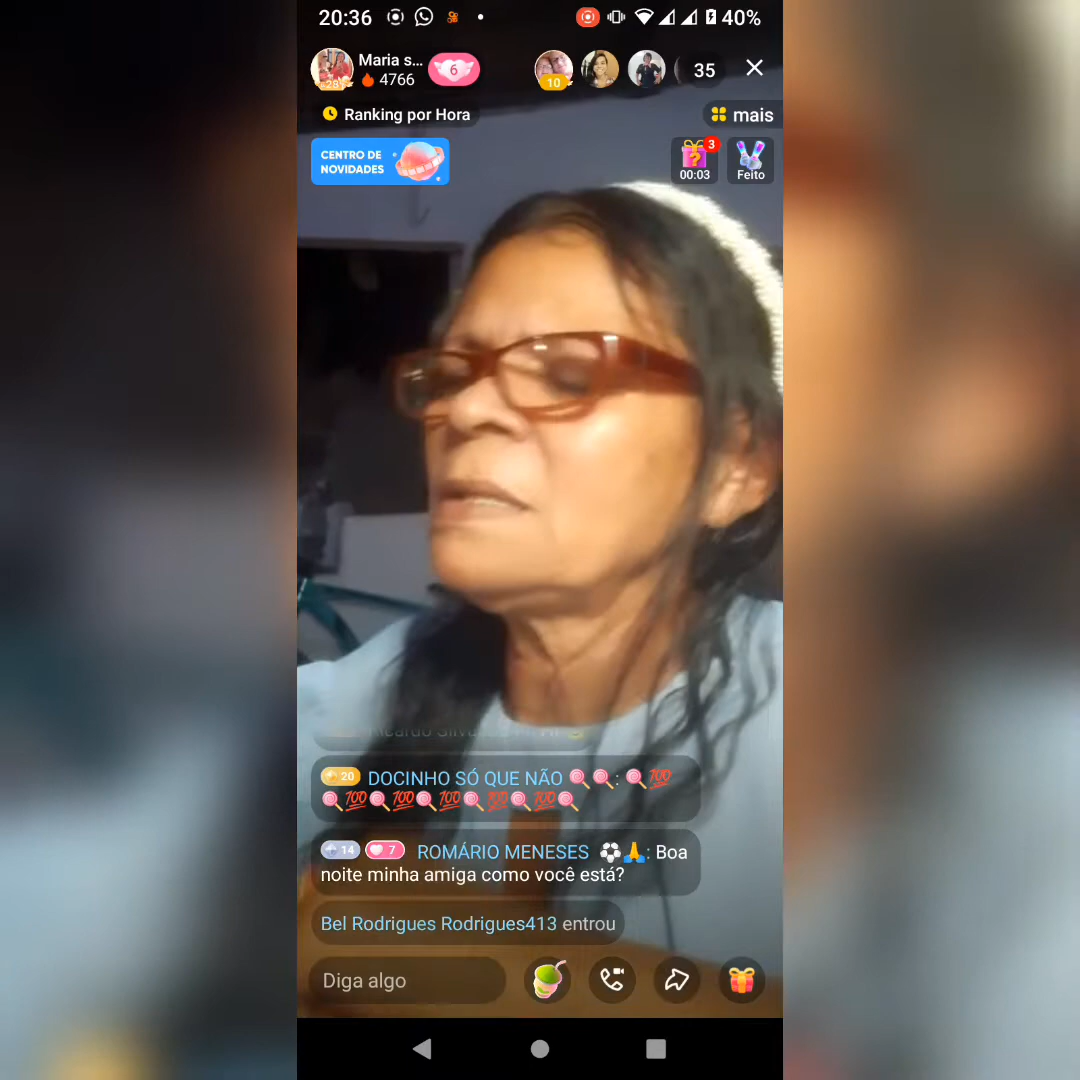 20:36
40%
Maria s...
4766
6
10
35
Ranking por Hora
mais
CENTRO DE
NOVIDADES
3
00:03
Feito
20 DOCINHO SÓ QUE NÃO 🍭🍭: 🍭💯
🍭💯🍭💯🍭💯🍭💯🍭💯🍭
14 7 ROMÁRIO MENESES ⚽🙏: Boa
noite minha amiga como você está?
Bel Rodrigues Rodrigues413 entrou
Diga algo